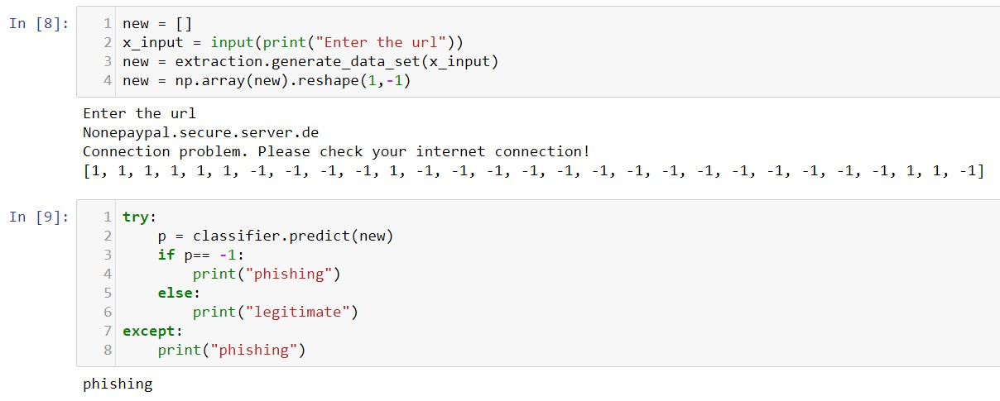 In [8]:
1 new = []
2 x_input = input(print("Enter the url"))
3 new = extraction.generate_data_set(x_input)
4 new = np.array(new).reshape(1,-1)
Enter the url
Nonepaypal.secure.server.de
Connection problem. Please check your internet connection!
[1, 1, 1, 1, 1, 1, -1, -1, -1, -1, 1, -1, -1, -1, -1, -1, -1, -1, -1, -1, -1, -1, -1, -1, -1, 1, 1, -1]
In [9]:
1 try:
2     p = classifier.predict(new)
3     if p== -1:
4         print("phishing")
5     else:
6         print("legitimate")
7 except:
8     print("phishing")
phishing